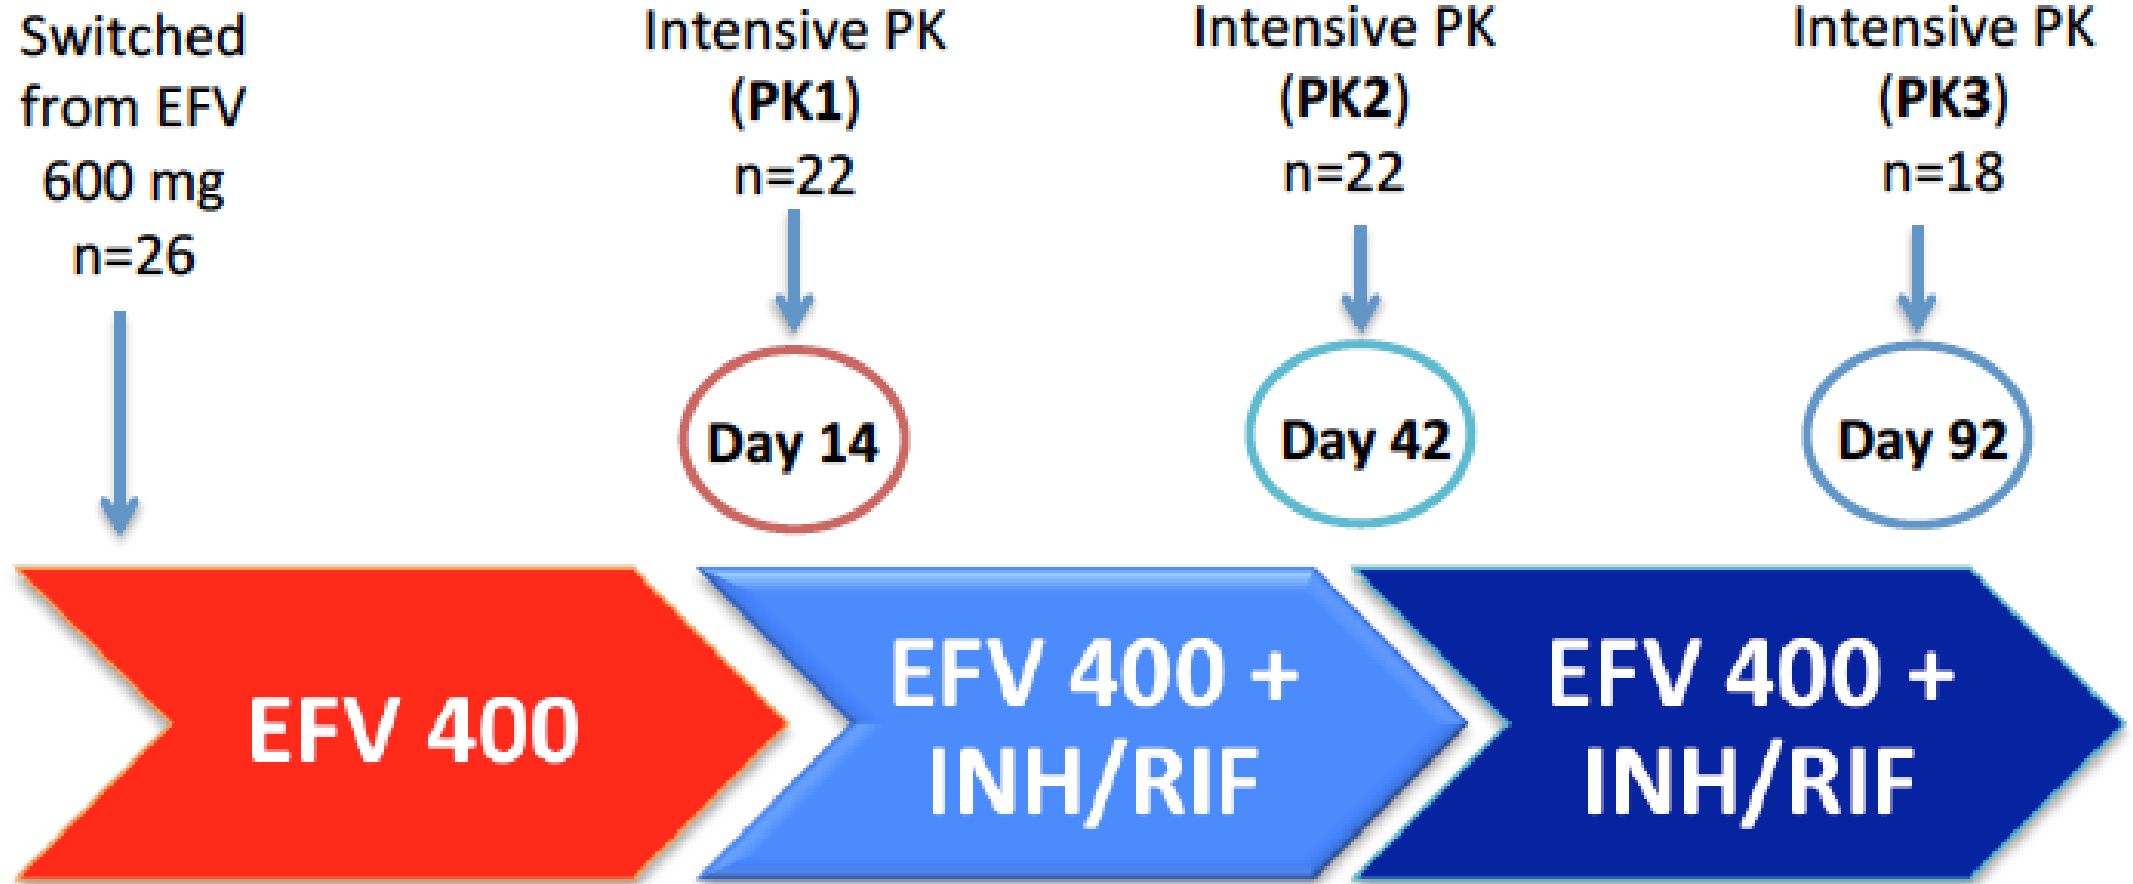 Switched
from EFV
600 mg
n=26
Intensive PK
(PK1)
n=22
Intensive PK
(PK2)
n=22
Intensive PK
(PK3)
n=18
Day 14
Day 42
Day 92
EFV 400
EFV 400 +
INH/RIF
EFV 400 +
INH/RIF